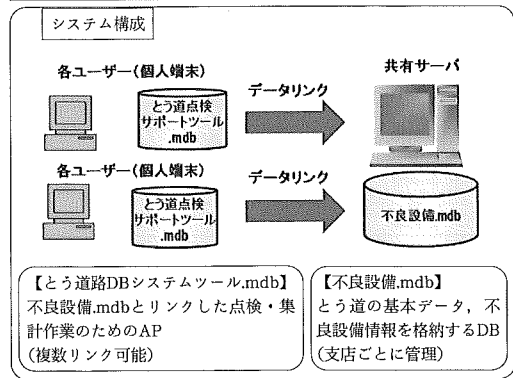 システム構成
各ユーザー(個人端末)
とう道点検
サポートツール
.mdb
データリンク
共有サーバ
各ユーザー(個人端末)
とう道点検
サポートツール
.mdb
データリンク
不良設備.mdb
【とう道路DBシステムツール.mdb】
不良設備.mdbとリンクした点検・集
計作業のためのAP
(複数リンク可能)
【不良設備.mdb】
とう道の基本データ，不
良設備情報を格納するDB
(支店ごとに管理)